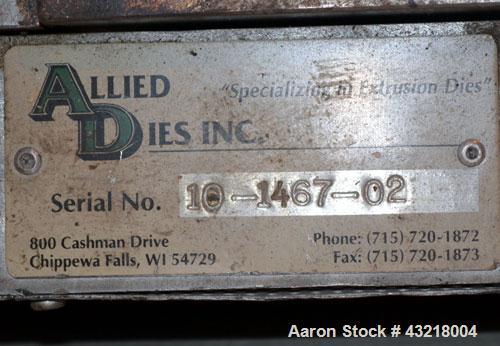 ALLIED
DIES INC.
"Specializing In Extrusion Dies"
Serial No. 10-1467-02
800 Cashman Drive
Chippewa Falls, WI 54729
Phone: (715) 720-1872
Fax: (715) 720-1873
Aaron Stock # 43218004